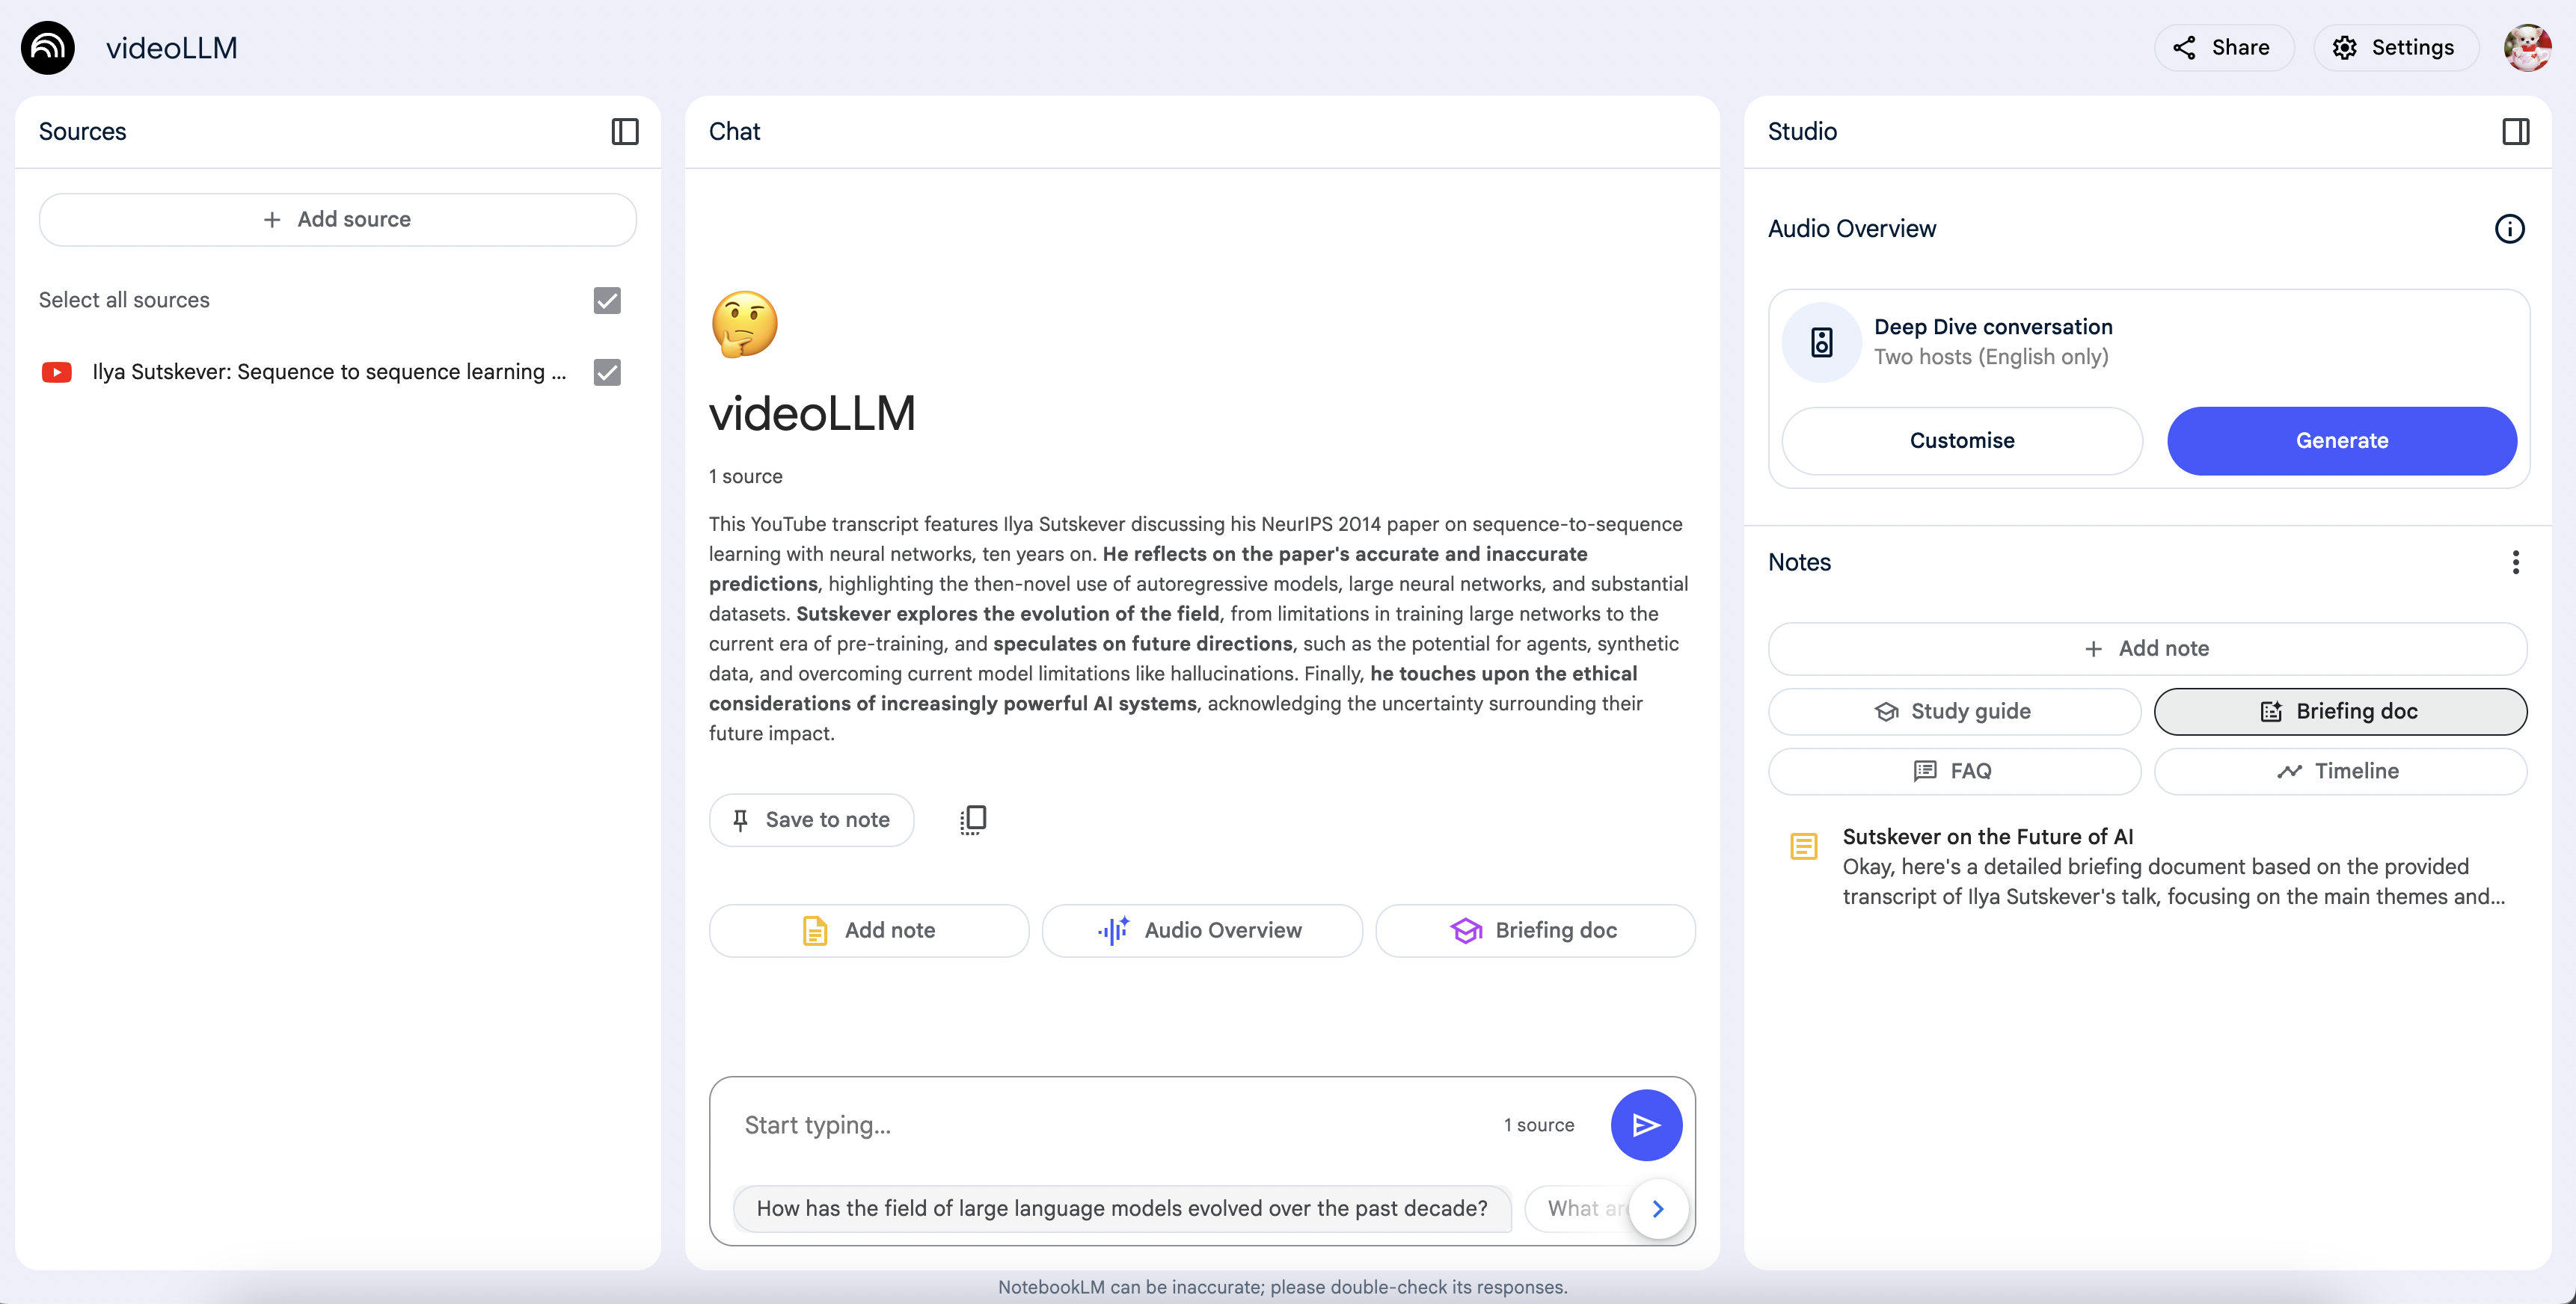 videoLLM
Share
Settings
Sources
Add source
Select all sources
Ilya Sutskever: Sequence to sequence learning ...
Chat
videoLLM
1 source
This YouTube transcript features Ilya Sutskever discussing his NeurIPS 2014 paper on sequence-to-sequence
learning with neural networks, ten years on. He reflects on the paper's accurate and inaccurate
predictions, highlighting the then-novel use of autoregressive models, large neural networks, and substantial
datasets. Sutskever explores the evolution of the field, from limitations in training large networks to the
current era of pre-training, and speculates on future directions, such as the potential for agents, synthetic
data, and overcoming current model limitations like hallucinations. Finally, he touches upon the ethical
considerations of increasingly powerful AI systems, acknowledging the uncertainty surrounding their
future impact.
Save to note
Add note
Audio Overview
Briefing doc
Start typing...
1 source
How has the field of large language models evolved over the past decade?
What ar
Studio
Audio Overview
Deep Dive conversation
Two hosts (English only)
Customise
Generate
Notes
Add note
Study guide
Briefing doc
FAQ
Timeline
Sutskever on the Future of AI
Okay, here's a detailed briefing document based on the provided
transcript of Ilya Sutskever's talk, focusing on the main themes and...
NotebookLM can be inaccurate; please double-check its responses.